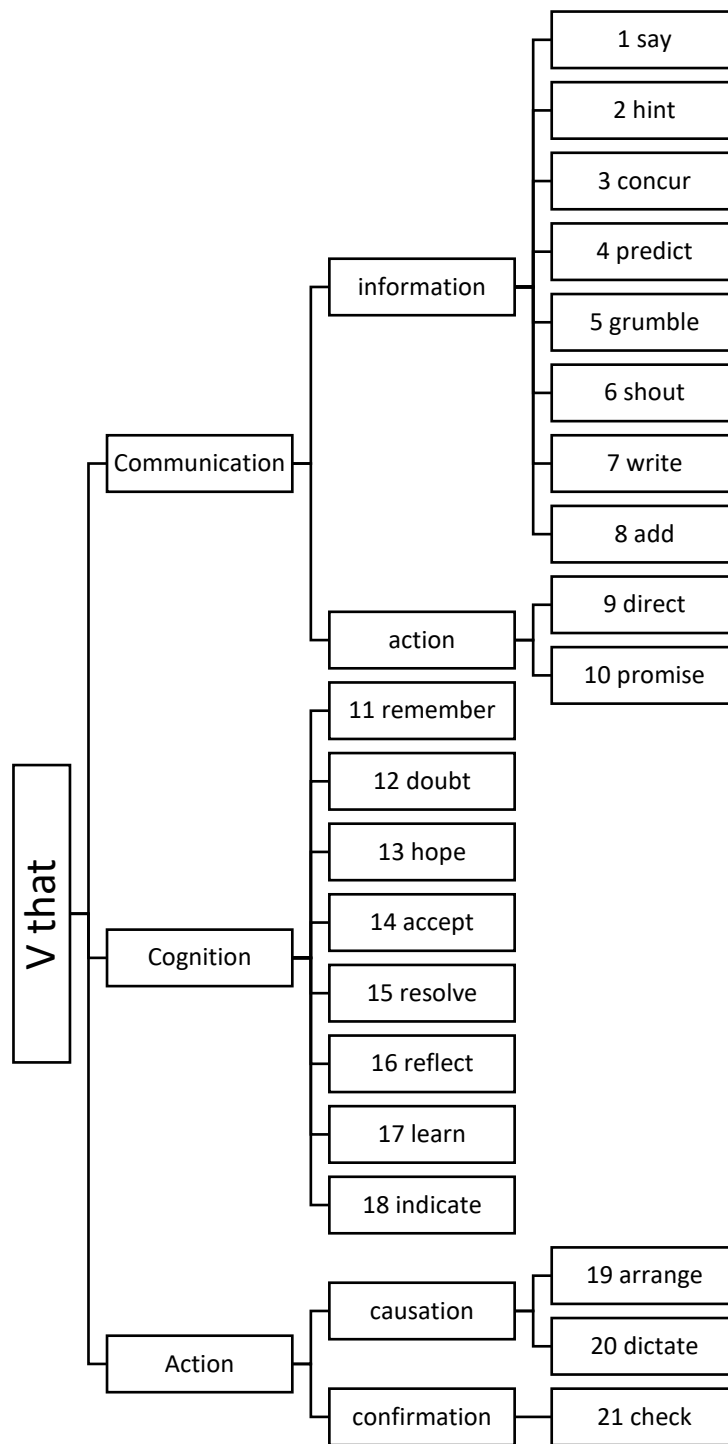 V that
Communication
information
1 say
2 hint
3 concur
4 predict
5 grumble
6 shout
7 write
8 add
action
9 direct
10 promise
Cognition
11 remember
12 doubt
13 hope
14 accept
15 resolve
16 reflect
17 learn
18 indicate
Action
causation
19 arrange
20 dictate
confirmation
21 check